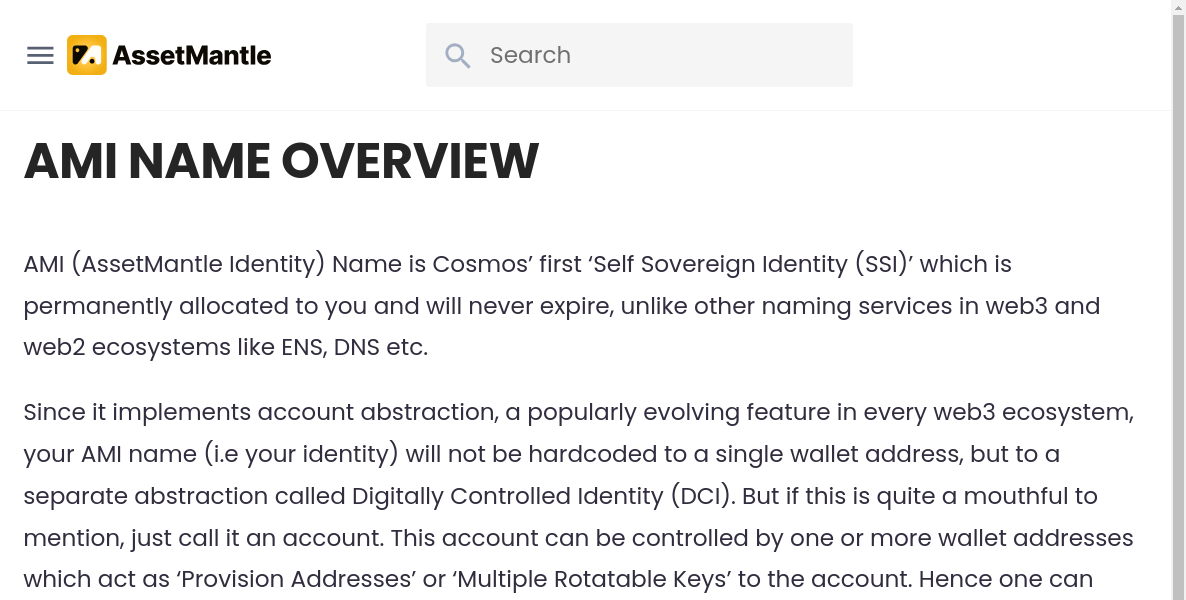 AssetMantle
Search
AMI NAME OVERVIEW
AMI (AssetMantle Identity) Name is Cosmos’ first ‘Self Sovereign Identity (SSI)’ which is
permanently allocated to you and will never expire, unlike other naming services in web3 and
web2 ecosystems like ENS, DNS etc.
Since it implements account abstraction, a popularly evolving feature in every web3 ecosystem,
your AMI name (i.e your identity) will not be hardcoded to a single wallet address, but to a
separate abstraction called Digitally Controlled Identity (DCI). But if this is quite a mouthful to
mention, just call it an account. This account can be controlled by one or more wallet addresses
which act as ‘Provision Addresses’ or ‘Multiple Rotatable Keys’ to the account. Hence one can